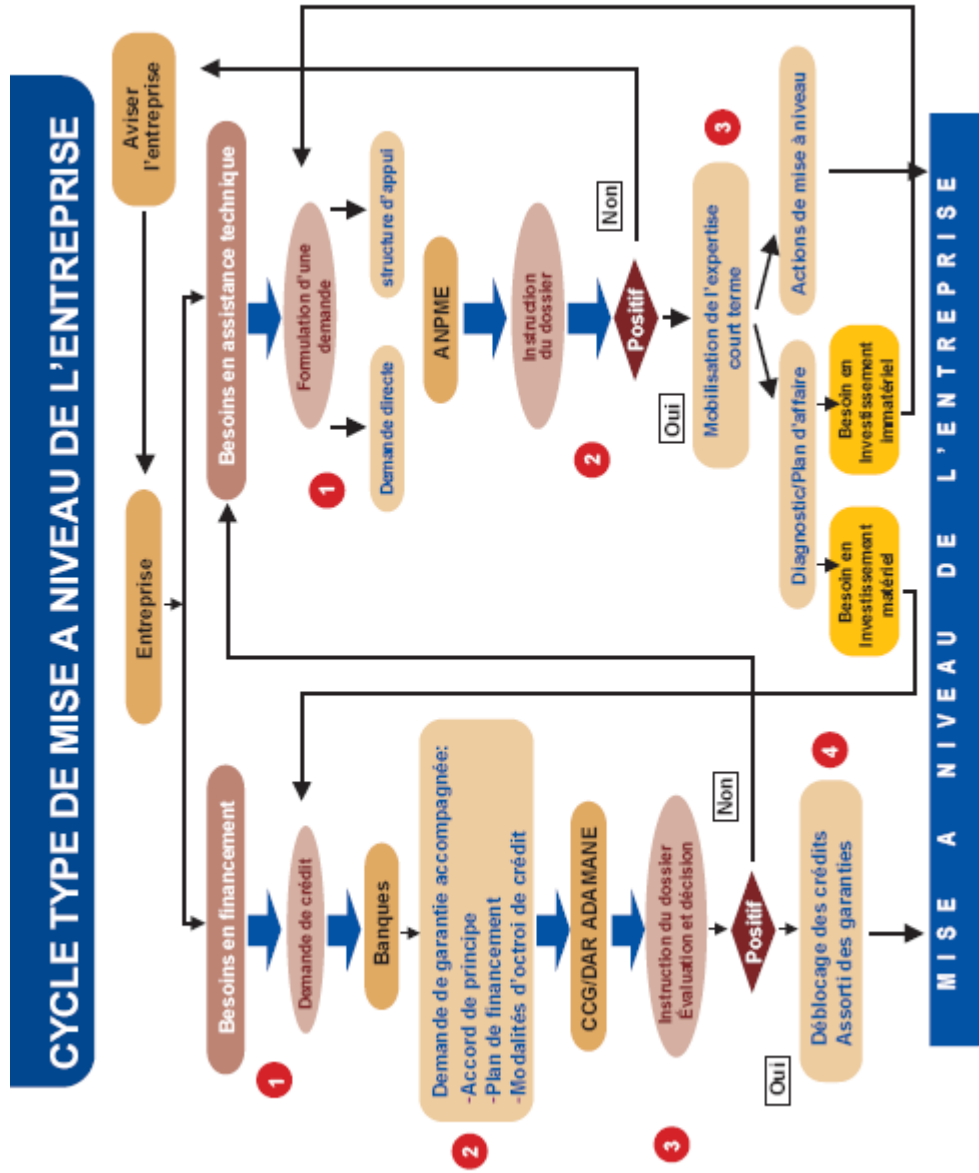 CYCLE TYPE DE MISE A NIVEAU DE L'ENTREPRISE
Entreprise
Aviser
l'entreprise
Besoins en financement
1
Demande de crédit
Banques
2
Demande de garantie accompagnée:
-Accord de principe
-Plan de financement
-Modalités d'octroi de crédit
CCG/DAR ADAMANE
3
Instruction du dossier
Évaluation et décision
Positif
Non
Oui
Déblocage des crédits
Assorti des garanties
4
Besoins en assistance technique
1
Formulation d'une
demande
Demande directe
structure d'appui
ANPME
2
Instruction
du dossier
Positif
Non
Oui
3
Mobilisation de l'expertise
court terme
Diagnostic/Plan d'affaire
Actions de mise à niveau
Besoin en
Investissement
matériel
Besoin en
Investissement
immatériel
MISE A NIVEAU DE L'ENTREPRISE